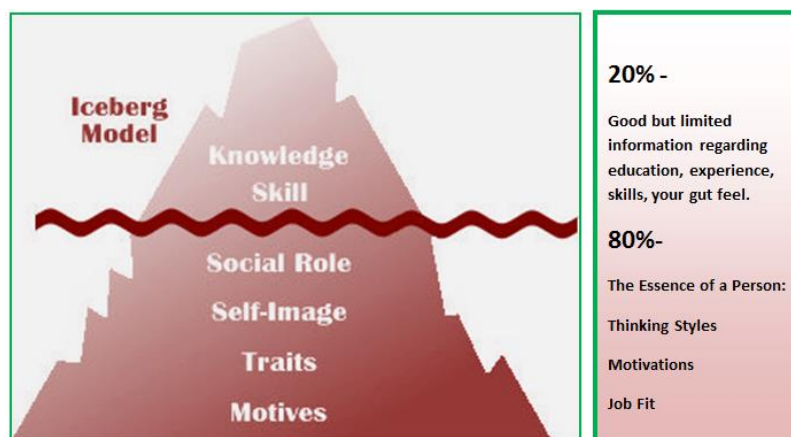 Iceberg
Model
Knowledge
Skill
Social Role
Self-Image
Traits
Motives
20% -
Good but limited
information regarding
education, experience,
skills, your gut feel.
80%-
The Essence of a Person:
Thinking Styles
Motivations
Job Fit